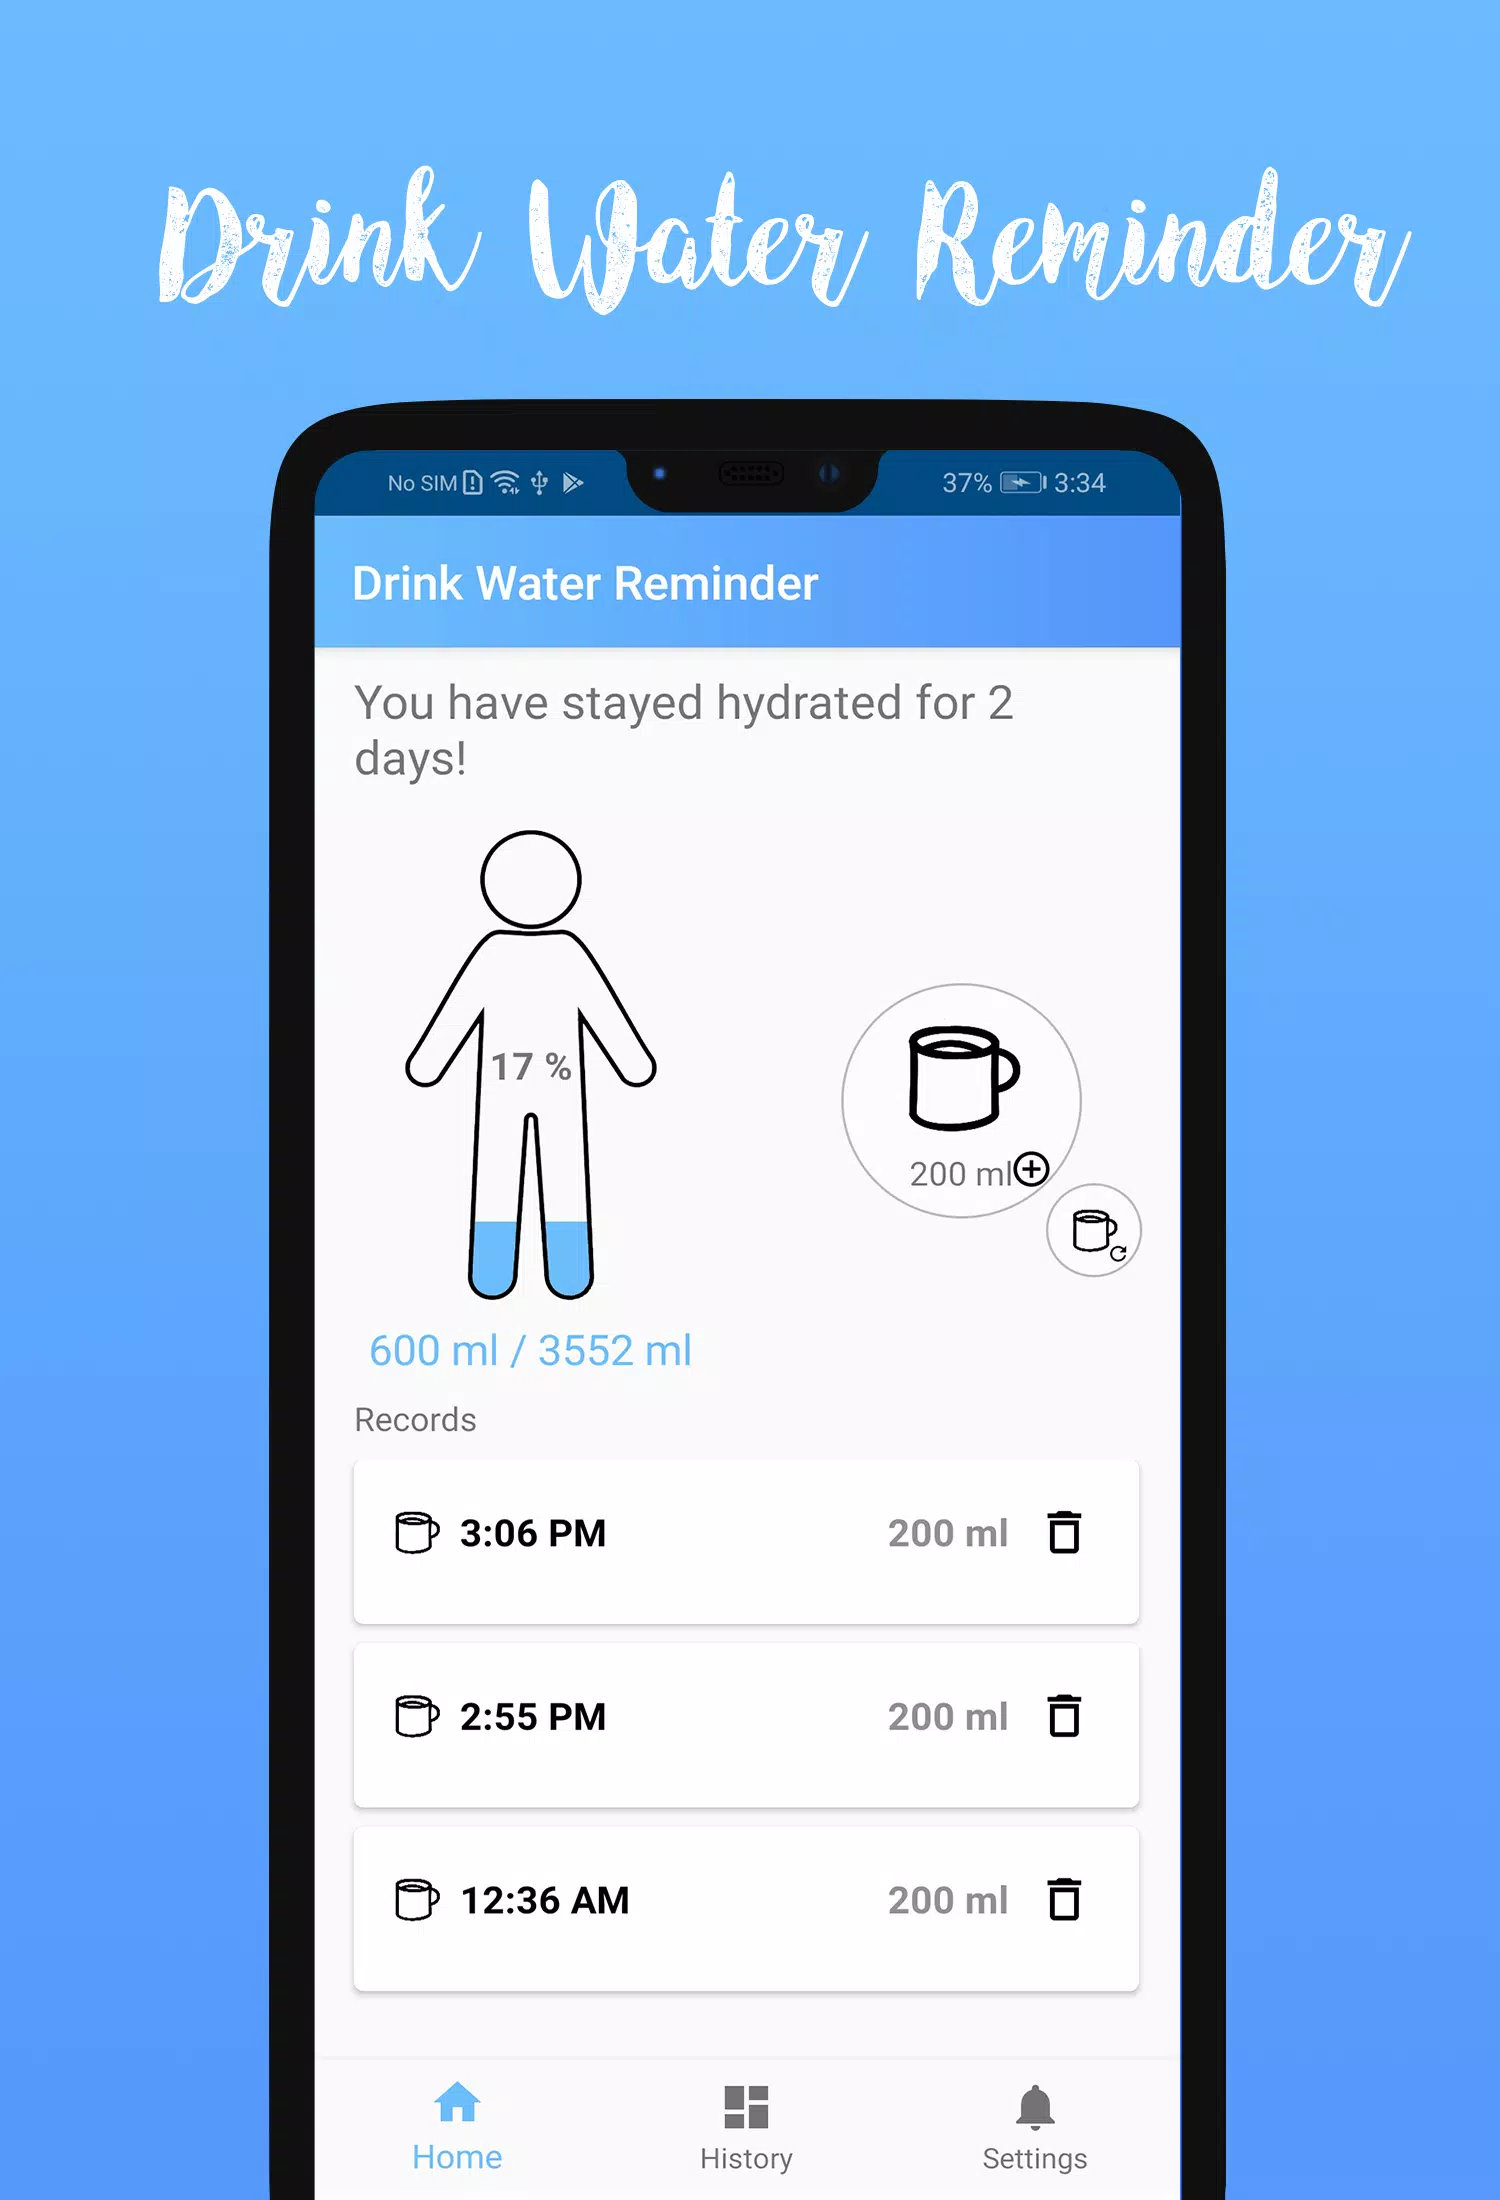 Drink Water Reminder
No SIM 37% 3:34
Drink Water Reminder
You have stayed hydrated for 2
days!
17 %
200 ml
600 ml / 3552 ml
Records
3:06 PM 200 ml
2:55 PM 200 ml
12:36 AM 200 ml
Home History Settings